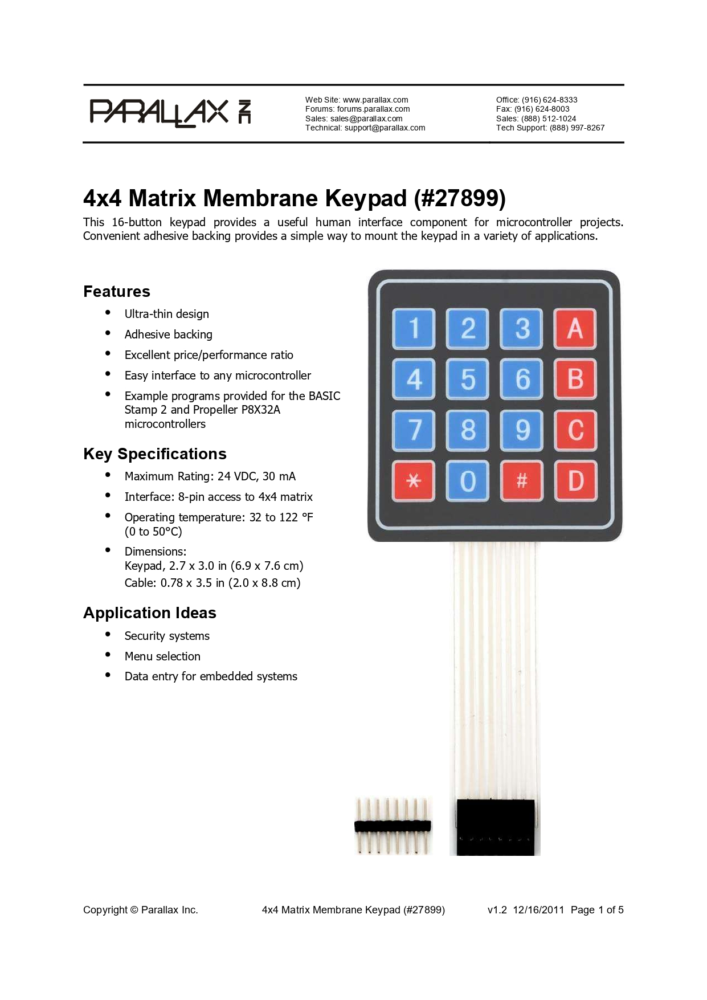 PARALLAX INC
Web Site: www.parallax.com
Forums: forums.parallax.com
Sales: sales@parallax.com
Technical: support@parallax.com
Office: (916) 624-8333
Fax: (916) 624-8003
Sales: (888) 512-1024
Tech Support: (888) 997-8267
4x4 Matrix Membrane Keypad (#27899)
This 16-button keypad provides a useful human interface component for microcontroller projects.
Convenient adhesive backing provides a simple way to mount the keypad in a variety of applications.
Features
• Ultra-thin design
• Adhesive backing
• Excellent price/performance ratio
• Easy interface to any microcontroller
• Example programs provided for the BASIC
Stamp 2 and Propeller P8X32A
microcontrollers
Key Specifications
• Maximum Rating: 24 VDC, 30 mA
• Interface: 8-pin access to 4x4 matrix
• Operating temperature: 32 to 122 °F
(0 to 50°C)
• Dimensions:
Keypad, 2.7 x 3.0 in (6.9 x 7.6 cm)
Cable: 0.78 x 3.5 in (2.0 x 8.8 cm)
Application Ideas
• Security systems
• Menu selection
• Data entry for embedded systems
1 2 3 A
4 5 6 B
7 8 9 C
* 0 # D
Copyright © Parallax Inc. 4x4 Matrix Membrane Keypad (#27899) v1.2 12/16/2011 Page 1 of 5